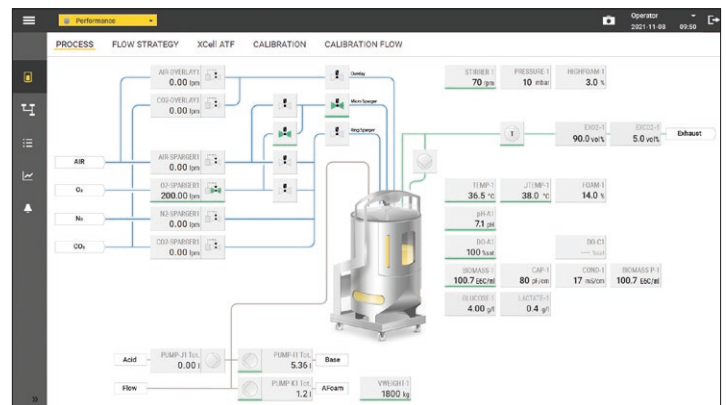 Performance
Operator
2021-11-08 09:50
PROCESS FLOW STRATEGY XCell ATF CALIBRATION CALIBRATION FLOW
AIR-OVERLAY1
0.00 lpm
Overlay
STIRRER-1
70 rpm
PRESSURE-1
10 mbar
HIGHFOAM-1
3.0 %
CO2-OVERLAY1
0.00 lpm
Micro Sparger
Ring Sparger
T
EXO2-1
90.0 vol%
EXCO2-1
5.0 vol%
Exhaust
AIR
AIR-SPARGER1
0.00 lpm
O₂
O2-SPARGER1
200.00 lpm
TEMP-1
36.5 °C
JTEMP-1
38.0 °C
FOAM-1
14.0 %
N₂
N2-SPARGER1
0.00 lpm
pH-A1
7.1 pH
CO₂
CO2-SPARGER1
0.00 lpm
DO-A1
100 %sat
DO-C1
--- %sat
BIOMASS-1
100.7 E6C/ml
CAP-1
80 pF/cm
COND-1
17 mS/cm
BIOMASS P-1
100.7 E6C/ml
GLUCOSE-1
4.00 g/l
LACTATE-1
0.4 g/l
Acid
PUMP-J1 Tot.
0.00 l
PUMP-I1 Tot.
5.36 l
Base
Flow
PUMP-K1 Tot.
1.2 l
AFoam
VWEIGHT-1
1800 kg